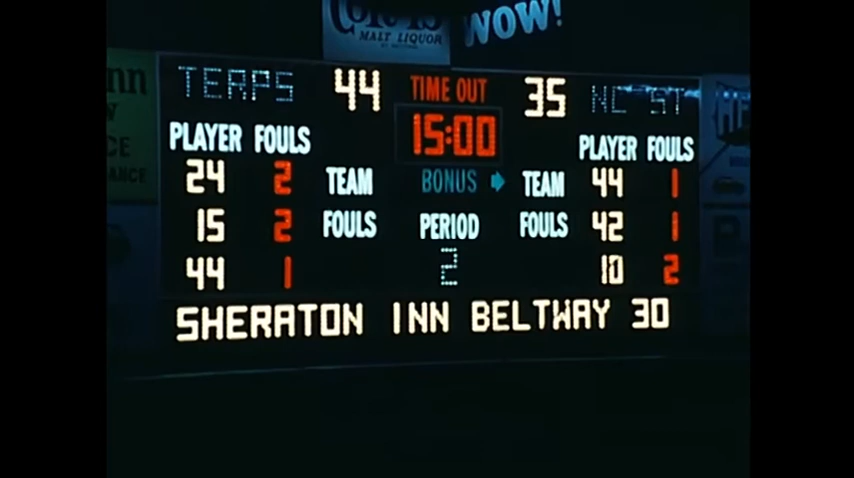 MALT LIQUOR
WOW!
TERPS 44 TIME OUT 35 NC ST
15:00
PLAYER FOULS PLAYER FOULS
24 2 TEAM BONUS TEAM 44 1
15 2 FOULS PERIOD FOULS 42 1
44 1 2 10 2
SHERATON INN BELTWAY 30